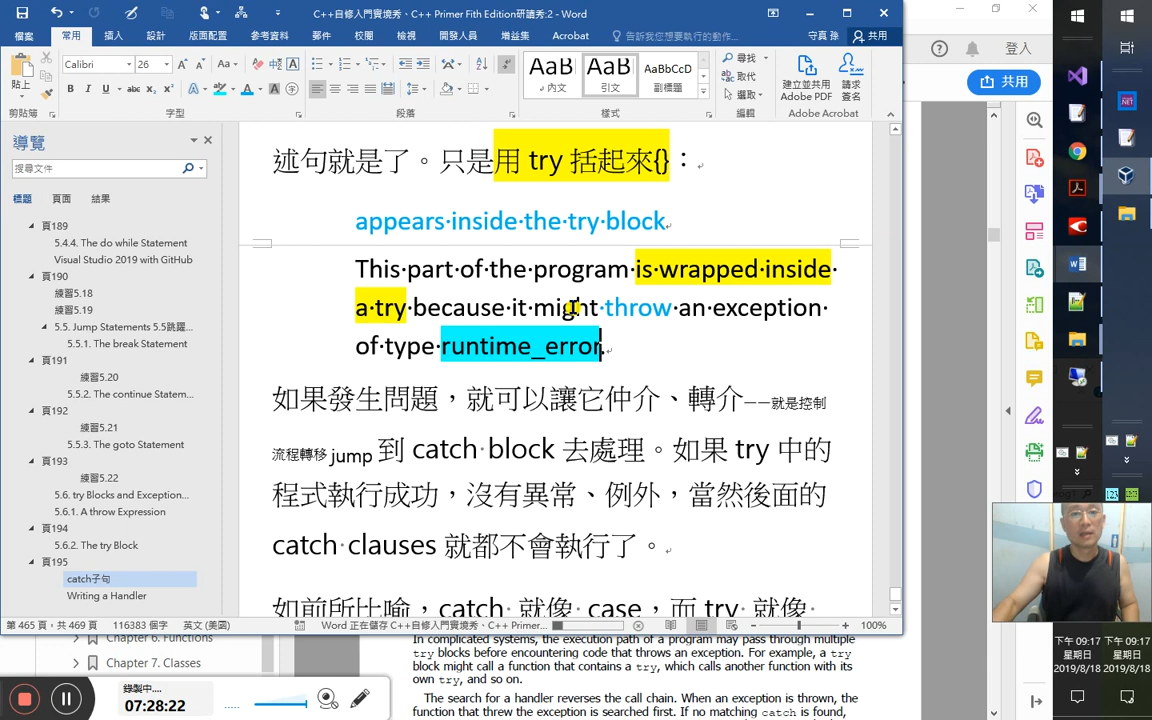 C++自修入門實境秀、C++ Primer Fith Edition研讀秀:2 - Word
檔案 常用 插入 設計 版面配置 參考資料 郵件 校閱 檢視 開發人員 增益集 Acrobat 告訴我您想要執行的動作... 守真 孫 共用
Calibri 26
貼上
剪貼簿 字型 段落 樣式 編輯 Adobe Acrobat
AaB AaB AaBbCcD
內文 引文 副標題
尋找
取代
選取
建立並共用 Adobe PDF
請求簽名
登入
共用
導覽
搜尋文件
標題 頁面 結果
頁189
5.4.4. The do while Statement
Visual Studio 2019 with GitHub
頁190
練習5.18
練習5.19
5.5. Jump Statements 5.5跳躍...
5.5.1. The break Statement
頁191
練習5.20
5.5.2. The continue Statem...
頁192
練習5.21
5.5.3. The goto Statement
頁193
練習5.22
5.6. try Blocks and Exception...
5.6.1. A throw Expression
頁194
5.6.2. The try Block
頁195
catch子句
Writing a Handler
述句就是了。只是用 try 括起來{}：
appears inside the try block
This part of the program is wrapped inside
a try because it might throw an exception
of type runtime_error.
如果發生問題，就可以讓它仲介、轉介——就是控制
流程轉移 jump 到 catch block 去處理。如果 try 中的
程式執行成功，沒有異常、例外，當然後面的
catch clauses 就都不會執行了。
如前所比喻，catch 就像 case，而 try 就像
第 465 頁，共 469 頁 116383 個字 英文 (美國) Word 正在儲存 C++自修入門實境秀、C++ Primer... 100%
Chapter 6. Functions
Chapter 7. Classes
In complicated systems, the execution path of a program may pass through multiple
try blocks before encountering code that throws an exception. For example, a try
block might call a function that contains a try, which calls another function with its
own try, and so on.
The search for a handler reverses the call chain. When an exception is thrown, the
function that threw the exception is searched first. If no matching catch is found,
錄製中...
07:28:22
下午 09:17
星期日
2019/8/18
下午 09:17
星期日
2019/8/18